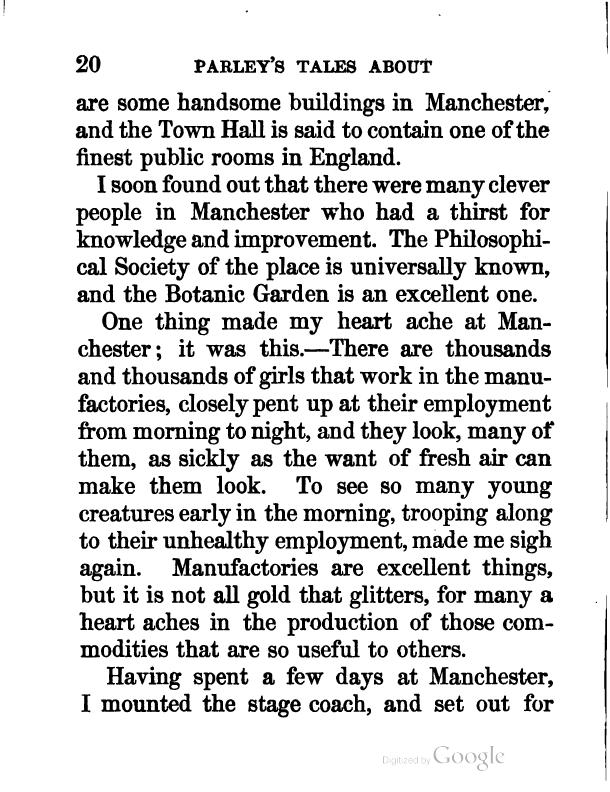 20 PARLEY'S TALES ABOUT
are some handsome buildings in Manchester,
and the Town Hall is said to contain one of the
finest public rooms in England.
I soon found out that there were many clever
people in Manchester who had a thirst for
knowledge and improvement. The Philosophi-
cal Society of the place is universally known,
and the Botanic Garden is an excellent one.
One thing made my heart ache at Man-
chester; it was this.—There are thousands
and thousands of girls that work in the manu-
factories, closely pent up at their employment
from morning to night, and they look, many of
them, as sickly as the want of fresh air can
make them look. To see so many young
creatures early in the morning, trooping along
to their unhealthy employment, made me sigh
again. Manufactories are excellent things,
but it is not all gold that glitters, for many a
heart aches in the production of those com-
modities that are so useful to others.
Having spent a few days at Manchester,
I mounted the stage coach, and set out for
Digitized by Google